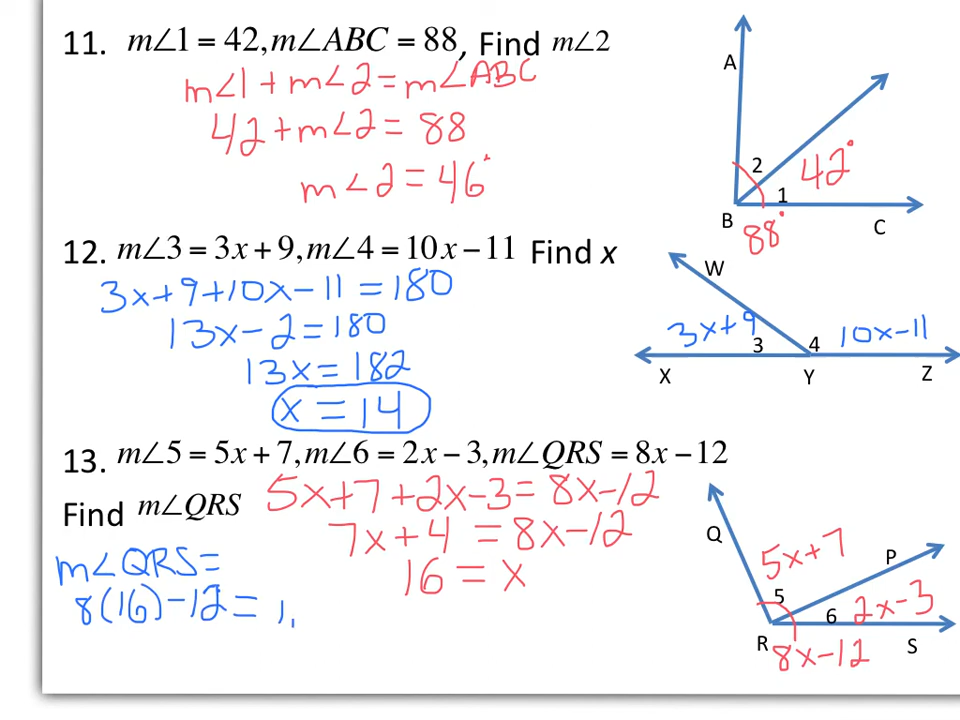 11. m∠1 = 42, m∠ABC = 88, Find m∠2
m∠1 + m∠2 = m∠ABC
42 + m∠2 = 88
m∠2 = 46°
A
2
42°
1
B
C
88°
12. m∠3 = 3x + 9, m∠4 = 10x − 11 Find x
3x + 9 + 10x − 11 = 180
13x − 2 = 180
13x = 182
x = 14
W
3x + 9
3
4
10x − 11
X
Y
Z
13. m∠5 = 5x + 7, m∠6 = 2x − 3, m∠QRS = 8x − 12
Find m∠QRS
5x + 7 + 2x − 3 = 8x − 12
7x + 4 = 8x − 12
16 = x
m∠QRS =
8(16) − 12 = 1
Q
5x + 7
P
5
6
2x − 3
R
8x − 12
S